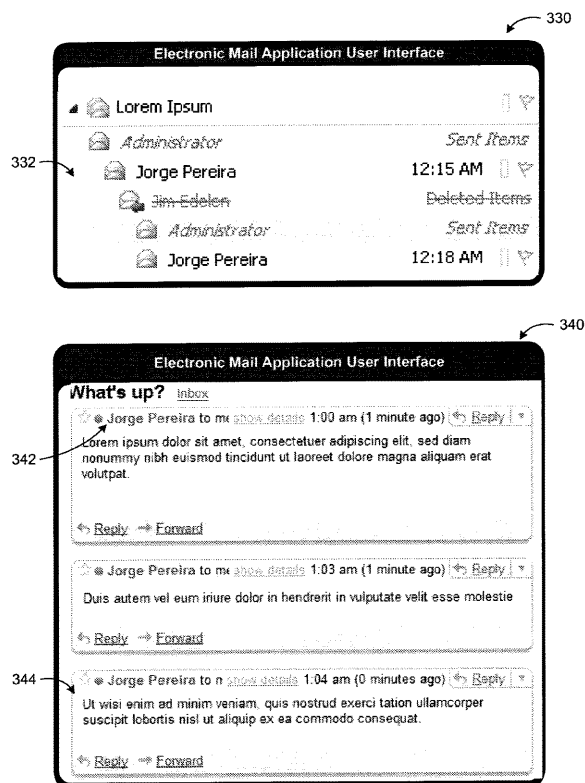 330
Electronic Mail Application User Interface
Lorem Ipsum
Administrator Sent Items
332 Jorge Pereira 12:15 AM
Jim Edelen Deleted Items
Administrator Sent Items
Jorge Pereira 12:18 AM
340
Electronic Mail Application User Interface
What's up? Inbox
Jorge Pereira to me show details 1:00 am (1 minute ago) Reply
342 Lorem ipsum dolor sit amet, consectetuer adipiscing elit, sed diam
nonummy nibh euismod tincidunt ut laoreet dolore magna aliquam erat
volutpat.
Reply Forward
Jorge Pereira to me show details 1:03 am (1 minute ago) Reply
Duis autem vel eum iriure dolor in hendrerit in vulputate velit esse molestie
Reply Forward
344 Jorge Pereira to n show details 1:04 am (0 minutes ago) Reply
Ut wisi enim ad minim veniam, quis nostrud exerci tation ullamcorper
suscipit lobortis nisl ut aliquip ex ea commodo consequat.
Reply Forward